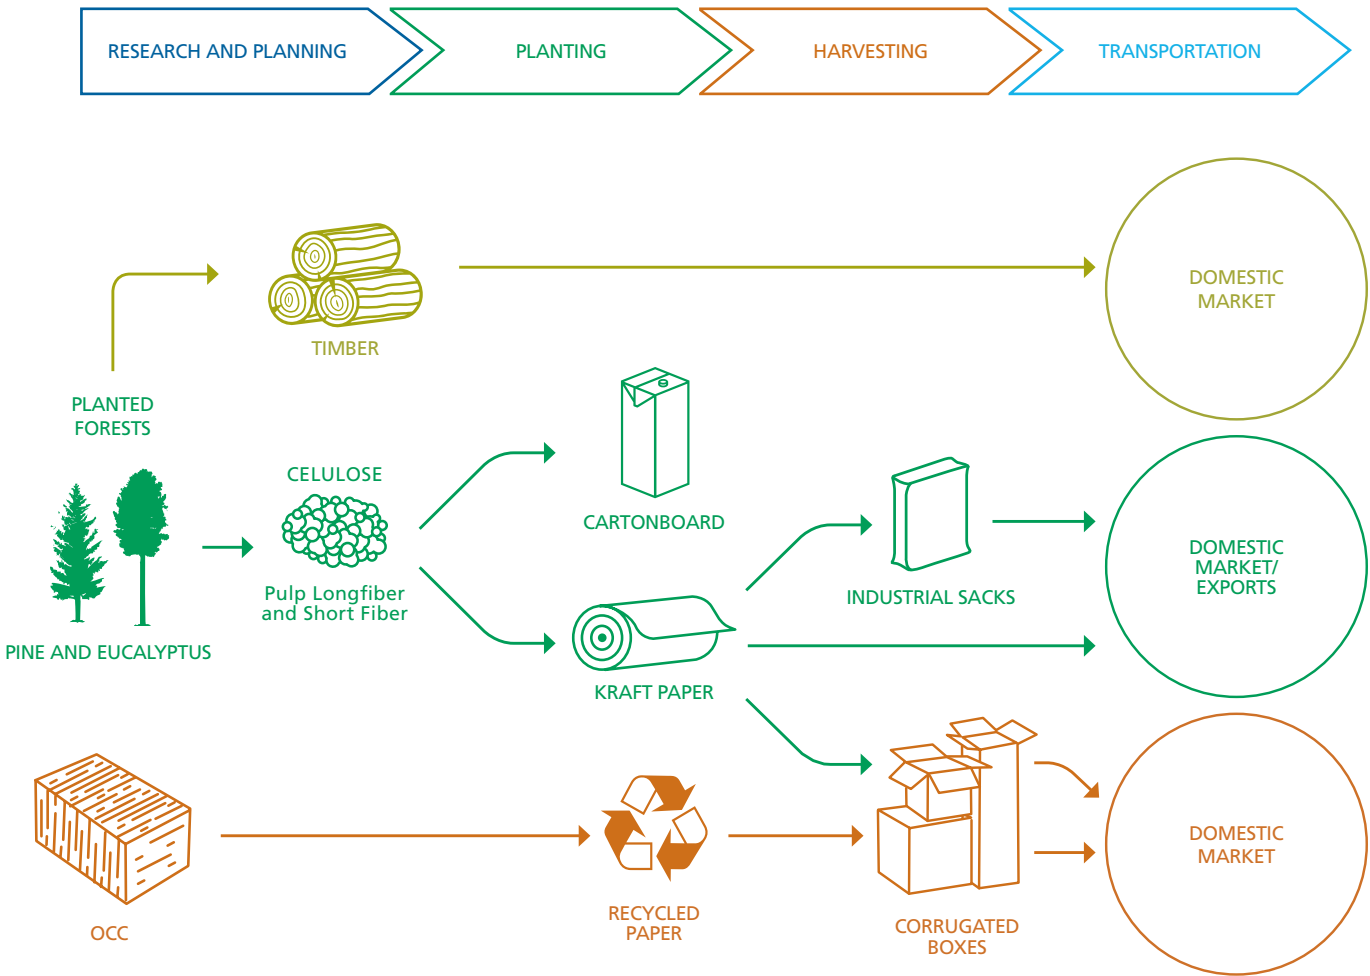 RESEARCH AND PLANNING
PLANTING
HARVESTING
TRANSPORTATION
DOMESTIC
MARKET
TIMBER
PLANTED
FORESTS
CELULOSE
CARTONBOARD
Pulp Longfiber
and Short Fiber
INDUSTRIAL SACKS
DOMESTIC
MARKET/
EXPORTS
PINE AND EUCALYPTUS
KRAFT PAPER
DOMESTIC
MARKET
OCC
RECYCLED
PAPER
CORRUGATED
BOXES